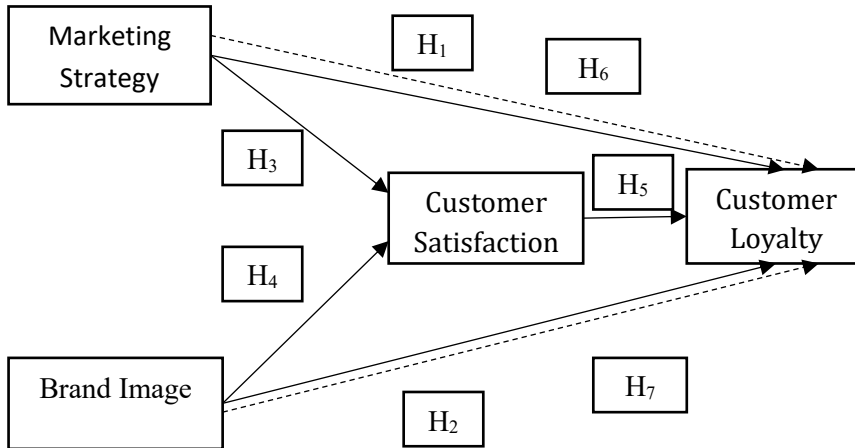 Marketing
Strategy
H₁
H₆
H₃
Customer
Satisfaction
H₅
Customer
Loyalty
H₄
Brand Image
H₂
H₇